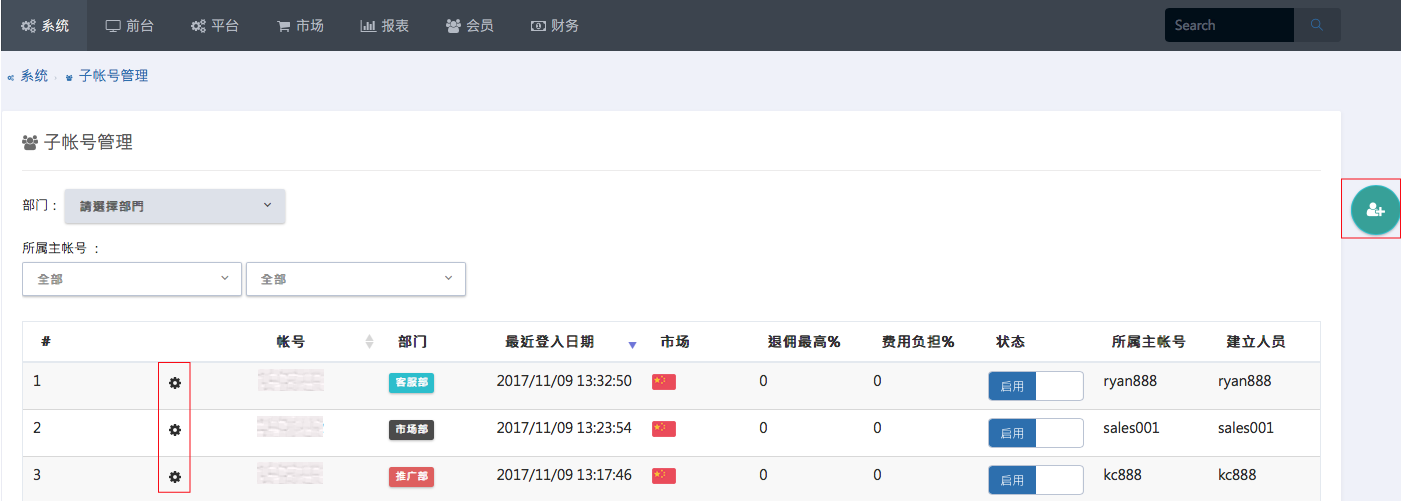 系统 前台 平台 市场 报表 会员 财务 Search
系统 子帐号管理
子帐号管理
部门： 請選擇部門
所属主帐号 ：
全部 全部
# 帐号 部门 最近登入日期 市场 退佣最高% 费用负担% 状态 所属主帐号 建立人员
1 客服部 2017/11/09 13:32:50 0 0 启用 ryan888 ryan888
2 市场部 2017/11/09 13:23:54 0 0 启用 sales001 sales001
3 推广部 2017/11/09 13:17:46 0 0 启用 kc888 kc888